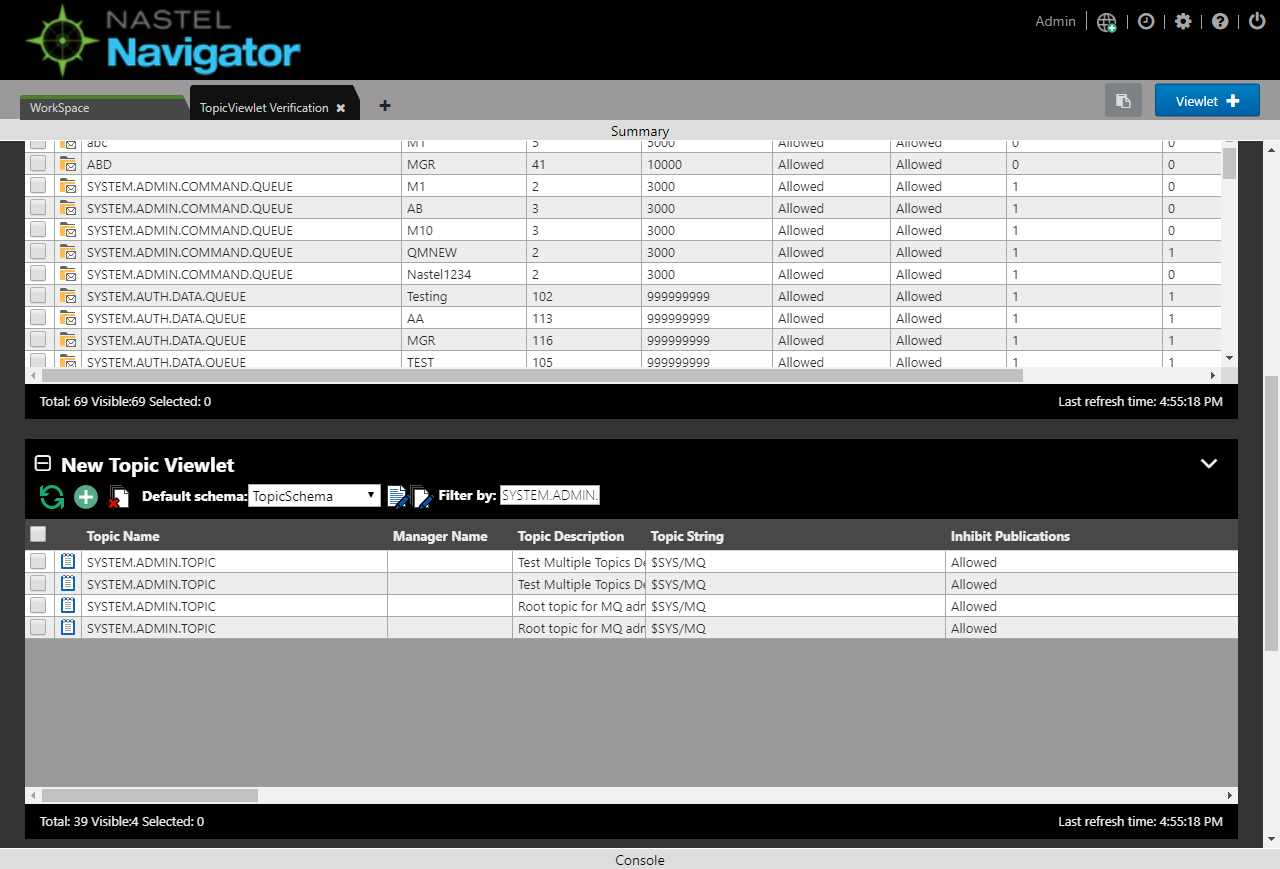 NASTEL
Navigator
Admin
WorkSpace
TopicViewlet Verification
Viewlet
Summary
abc M1 3 5000 Allowed Allowed 0 0
ABD MGR 41 10000 Allowed Allowed 0 0
SYSTEM.ADMIN.COMMAND.QUEUE M1 2 3000 Allowed Allowed 1 0
SYSTEM.ADMIN.COMMAND.QUEUE AB 3 3000 Allowed Allowed 1 0
SYSTEM.ADMIN.COMMAND.QUEUE M10 3 3000 Allowed Allowed 1 0
SYSTEM.ADMIN.COMMAND.QUEUE QMNEW 2 3000 Allowed Allowed 1 1
SYSTEM.ADMIN.COMMAND.QUEUE Nastel1234 2 3000 Allowed Allowed 1 0
SYSTEM.AUTH.DATA.QUEUE Testing 102 999999999 Allowed Allowed 1 1
SYSTEM.AUTH.DATA.QUEUE AA 113 999999999 Allowed Allowed 1 1
SYSTEM.AUTH.DATA.QUEUE MGR 116 999999999 Allowed Allowed 1 1
SYSTEM.AUTH.DATA.QUEUE TEST 105 999999999 Allowed Allowed 1 1
Total: 69 Visible:69 Selected: 0 Last refresh time: 4:55:18 PM
New Topic Viewlet
Default schema: TopicSchema Filter by: SYSTEM.ADMIN.
Topic Name Manager Name Topic Description Topic String Inhibit Publications
SYSTEM.ADMIN.TOPIC Test Multiple Topics De $SYS/MQ Allowed
SYSTEM.ADMIN.TOPIC Test Multiple Topics De $SYS/MQ Allowed
SYSTEM.ADMIN.TOPIC Root topic for MQ adm $SYS/MQ Allowed
SYSTEM.ADMIN.TOPIC Root topic for MQ adm $SYS/MQ Allowed
Total: 39 Visible:4 Selected: 0 Last refresh time: 4:55:18 PM
Console